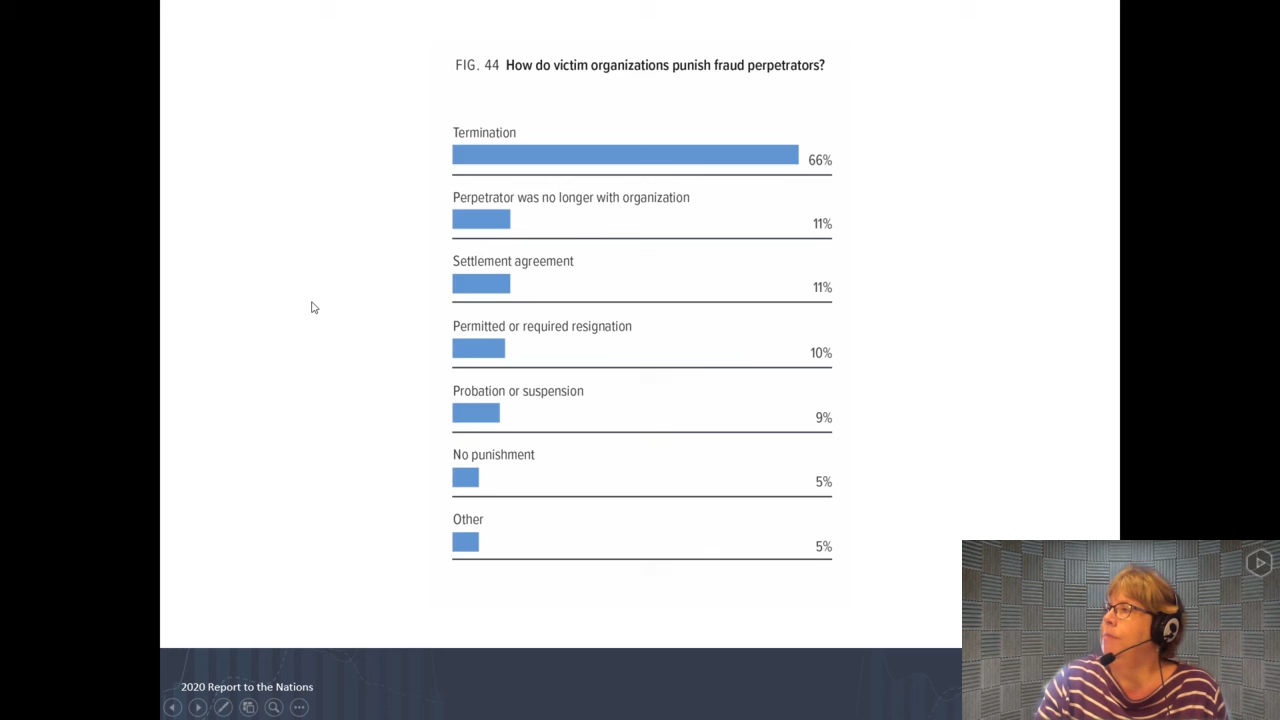 FIG. 44 How do victim organizations punish fraud perpetrators?
Termination
66%
Perpetrator was no longer with organization
11%
Settlement agreement
11%
Permitted or required resignation
10%
Probation or suspension
9%
No punishment
5%
Other
5%
2020 Report to the Nations